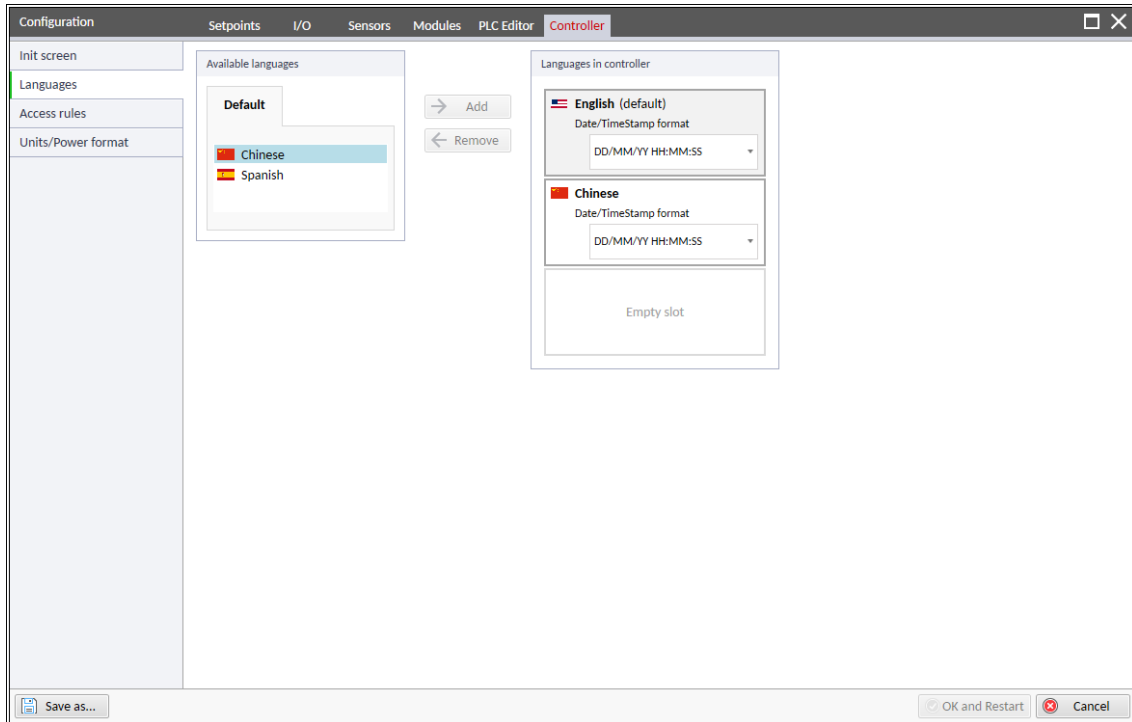 Configuration
Setpoints I/O Sensors Modules PLC Editor Controller
Init screen
Languages
Access rules
Units/Power format
Available languages
Default
Chinese
Spanish
Add
Remove
Languages in controller
English (default)
Date/TimeStamp format
DD/MM/YY HH:MM:SS
Chinese
Date/TimeStamp format
DD/MM/YY HH:MM:SS
Empty slot
Save as...
OK and Restart
Cancel